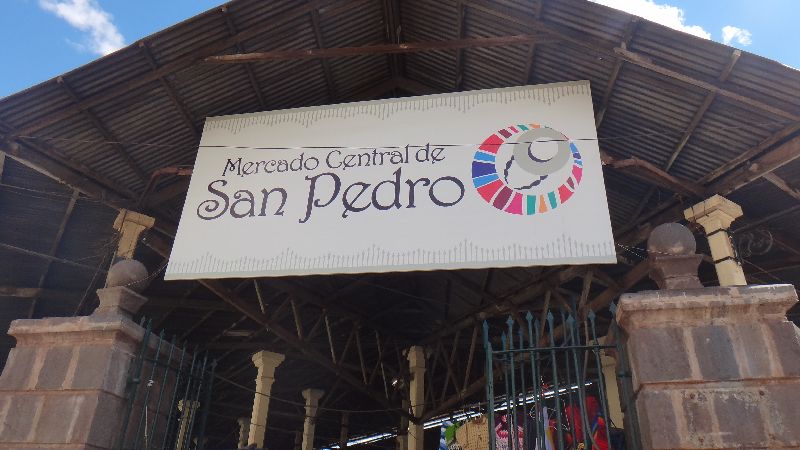 Mercado Central de
San Pedro